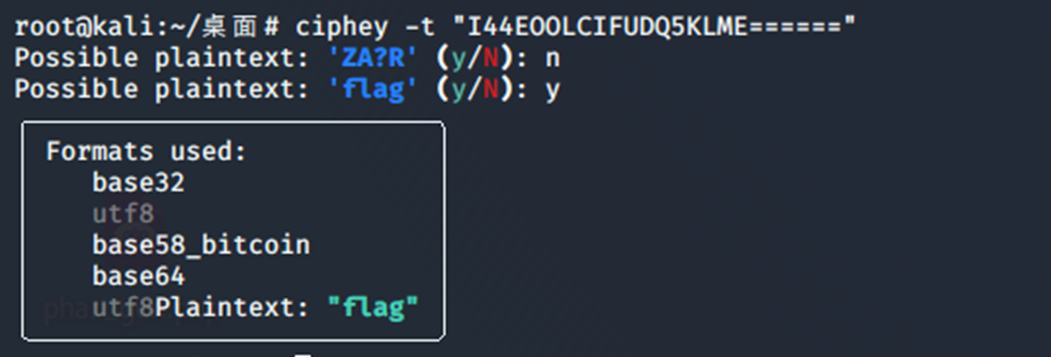 root@kali:~/桌面# ciphey -t "I44EOOLCIFUDQ5KLME======"
Possible plaintext: 'ZA?R' (y/N): n
Possible plaintext: 'flag' (y/N): y
Formats used:
base32
utf8
base58_bitcoin
base64
utf8Plaintext: "flag"